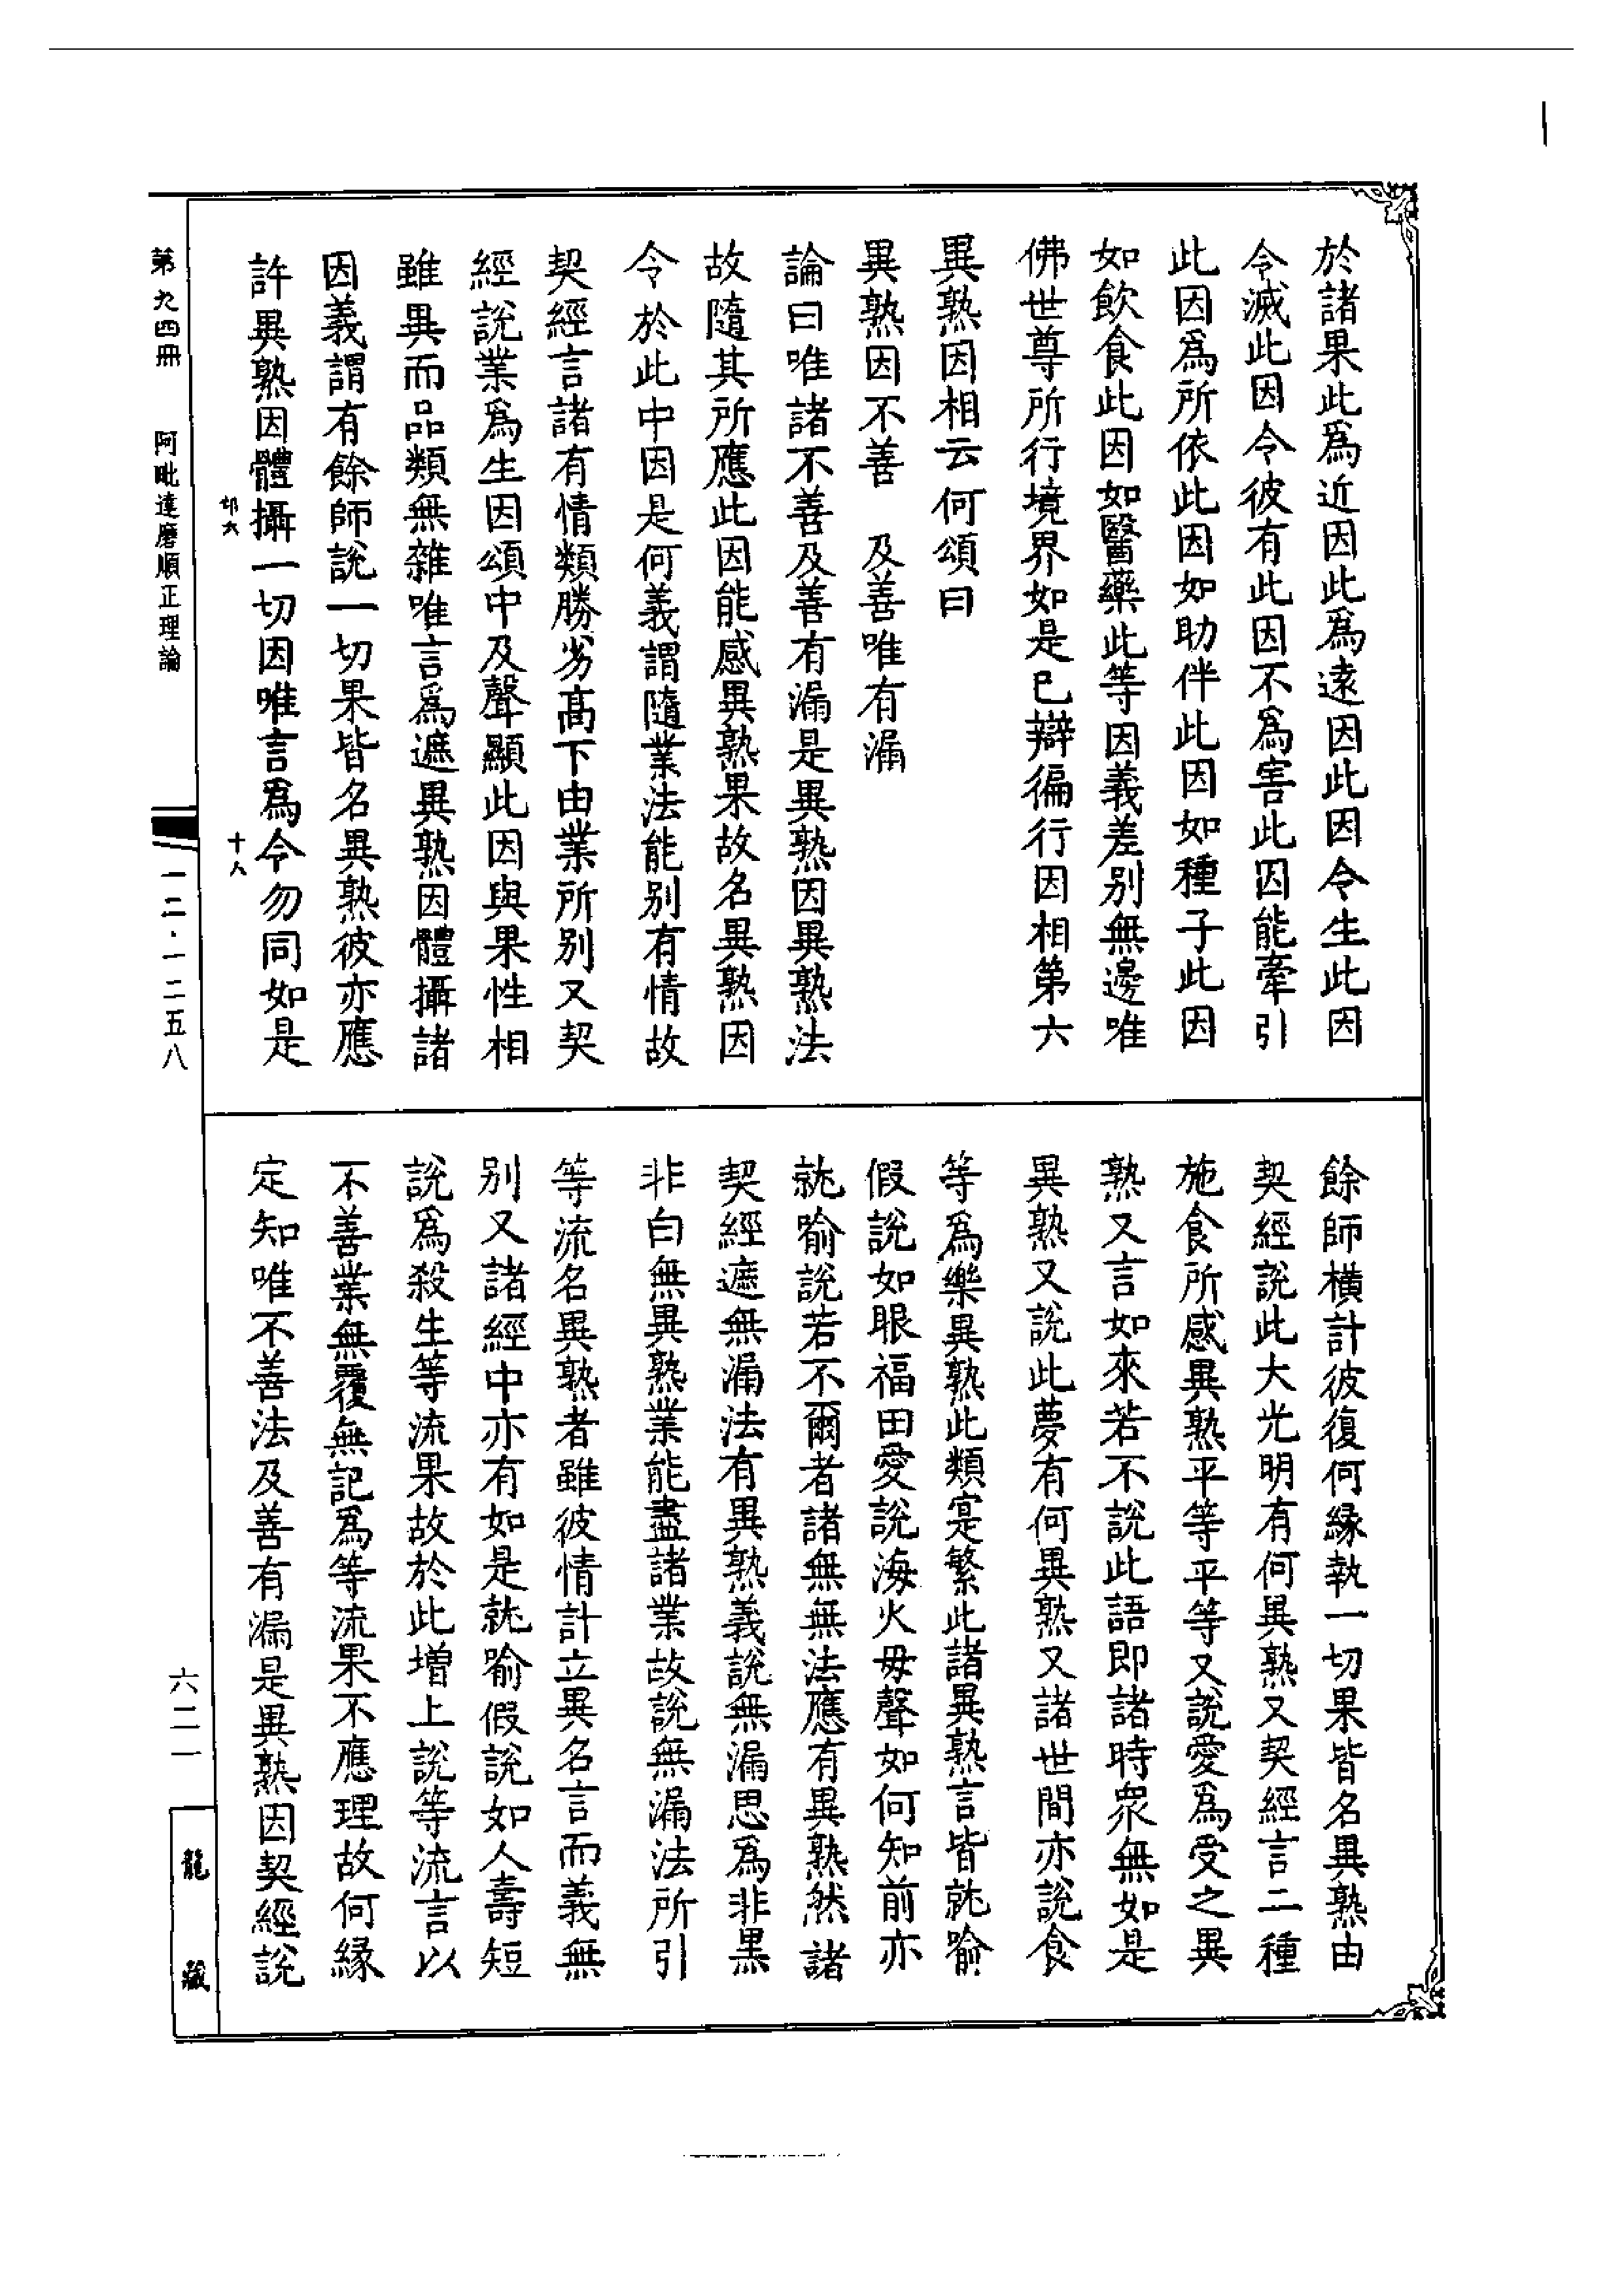 於諸果此為近因此為遠因此因令生此因
令滅此因令彼有此因不為害此因能牽引
此因為所依此因如助伴此因如種子此因
如飲食此因如醫藥此等因義差別無邊唯
佛世尊所行境界如是已辯徧行因相第六
異熟因相云何頌曰
異熟因不善　及善唯有漏
論曰唯諸不善及善有漏是異熟因異熟法
故隨其所應此因能感異熟果故名異熟因
令於此中因是何義謂隨業法能別有情故
契經言諸有情類勝劣高下由業所別又契
經說業為生因頌中及聲顯此因與果性相
雖異而品類無雜唯言為遮異熟因體攝諸
因義謂有餘師說一切果皆名異熟彼亦應
許異熟因體攝一切因唯言為令勿同如是
餘師橫計彼復何緣執一切果皆名異熟由
契經說此大光明有何異熟又契經言二種
施食所感異熟平等平等又說愛為受之異
熟又言如來若不說此語即諸時衆無如是
異熟又說此夢有何異熟又諸世間亦說食
等為樂異熟此類寔繁此諸異熟言皆就喻
假說如眼福田愛說海火毋聲如何知前亦
就喻說若不爾者諸無無法應有異熟然諸
契經遮無漏法有異熟義說無漏思為非黑
非白無異熟業能盡諸業故說無漏法所引
等流名異熟者雖彼情計立異名言而義無
別又諸經中亦有如是就喻假說如人壽短
說為殺生等流果故於此增上說等流言以
不善業無覆無記為等流果不應理故何緣
定知唯不善法及善有漏是異熟因契經說
第九四冊　阿毗達磨順正理論　一二·一二五八
六二一
龍藏
十八